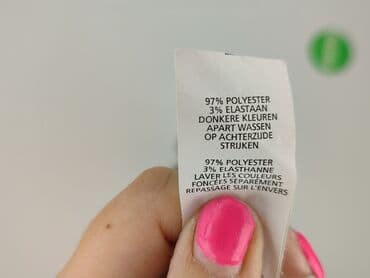 97% POLYESTER
3% ELASTAAN
DONKERE KLEUREN
APART WASSEN
OP ACHTERZIJDE
STRIJKEN
97% POLYESTER
3% ELASTHANNE
LAVER LES COULEURS
FONCÉES SÉPARÉMENT
REPASSAGE SUR L'ENVERS